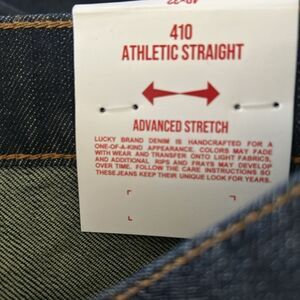 410
ATHLETIC STRAIGHT
ADVANCED STRETCH
LUCKY BRAND DENIM IS HANDCRAFTED FOR A
ONE-OF-A-KIND APPEARANCE. COLORS MAY FADE
WITH WEAR AND TRANSFER ONTO LIGHT FABRICS,
AND ADDITIONAL RIPS AND FRAYS MAY DEVELOP
OVER TIME. FOLLOW THE CARE INSTRUCTIONS SO
THESE JEANS KEEP THEIR UNIQUE LOOK FOR YEARS.